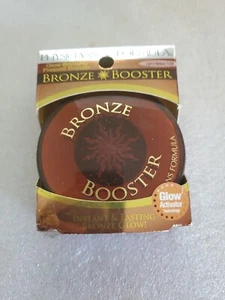 PHYSICIANS FORMULA
BRONZE BOOSTER
BRONZE
BOOSTER
Glow
Activator
INSTANT & LASTING
BRONZE GLOW!